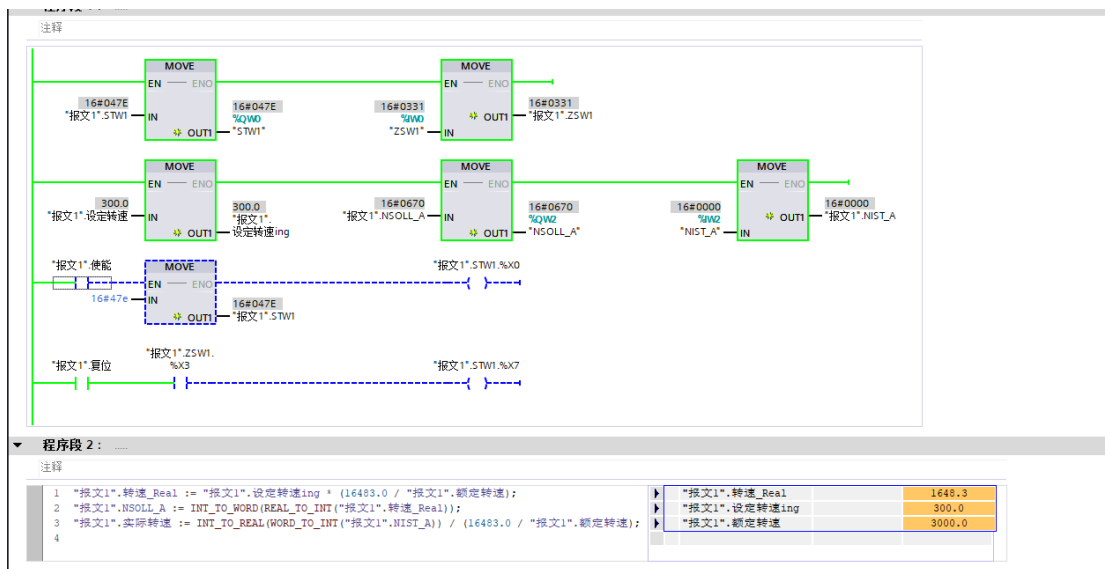 注释
MOVE MOVE
EN ENO EN ENO
16#047E 16#047E 16#0331 16#0331
"报文1".STW1 IN %QW0 %IW0 OUT1 "报文1".ZSW1
OUT1 "STW1" "ZSW1" IN
MOVE MOVE MOVE
EN ENO EN ENO EN ENO
300.0 300.0 16#0670 16#0670 16#0000 16#0000
"报文1".设定转速 IN "报文1". "报文1".NSOLL_A IN %QW2 %IW2 OUT1 "报文1".NIST_A
OUT1 设定转速ing OUT1 "NSOLL_A" "NIST_A" IN
"报文1".使能 MOVE "报文1".STW1.%X0
EN ENO
16#47e IN 16#047E
OUT1 "报文1".STW1
"报文1".ZSW1.
"报文1".复位 %X3 "报文1".STW1.%X7
程序段 2: .....
注释
1 "报文1".转速_Real := "报文1".设定转速ing * (16483.0 / "报文1".额定转速);
2 "报文1".NSOLL_A := INT_TO_WORD(REAL_TO_INT("报文1".转速_Real));
3 "报文1".实际转速 := INT_TO_REAL(WORD_TO_INT("报文1".NIST_A)) / (16483.0 / "报文1".额定转速);
4
"报文1".转速_Real 1648.3
"报文1".设定转速ing 300.0
"报文1".额定转速 3000.0